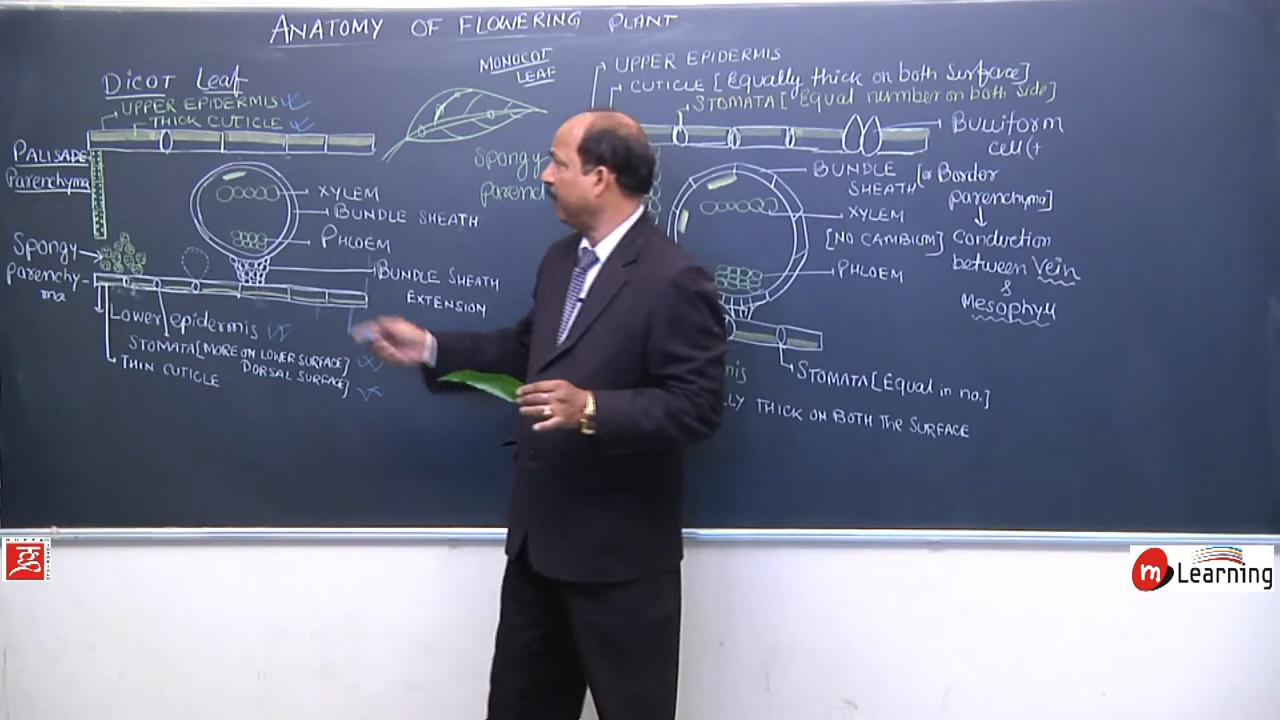 ANATOMY OF FLOWERING PLANT
DICOT Leaf
UPPER EPIDERMIS
THICK CUTICLE
PALISADE
Parenchyma
XYLEM
BUNDLE SHEATH
PHLOEM
Spongy
parenchy-
ma
BUNDLE SHEATH
EXTENSION
Lower epidermis
STOMATA [MORE ON LOWER SURFACE]
DORSAL SURFACE]
THIN CUTICLE
MONOCOT
LEAF
UPPER EPIDERMIS
CUTICLE [Equally thick on both Surface]
STOMATA [Equal number on both side]
Bulliform
cell (+
Spongy
paren
BUNDLE
SHEATH [or Border
parenchyma]
XYLEM
[NO CAMBIUM]
Conduction
between Vein
&
Mesophyll
PHLOEM
STOMATA [Equal in no.]
LY THICK ON BOTH The SURFACE
m Learning